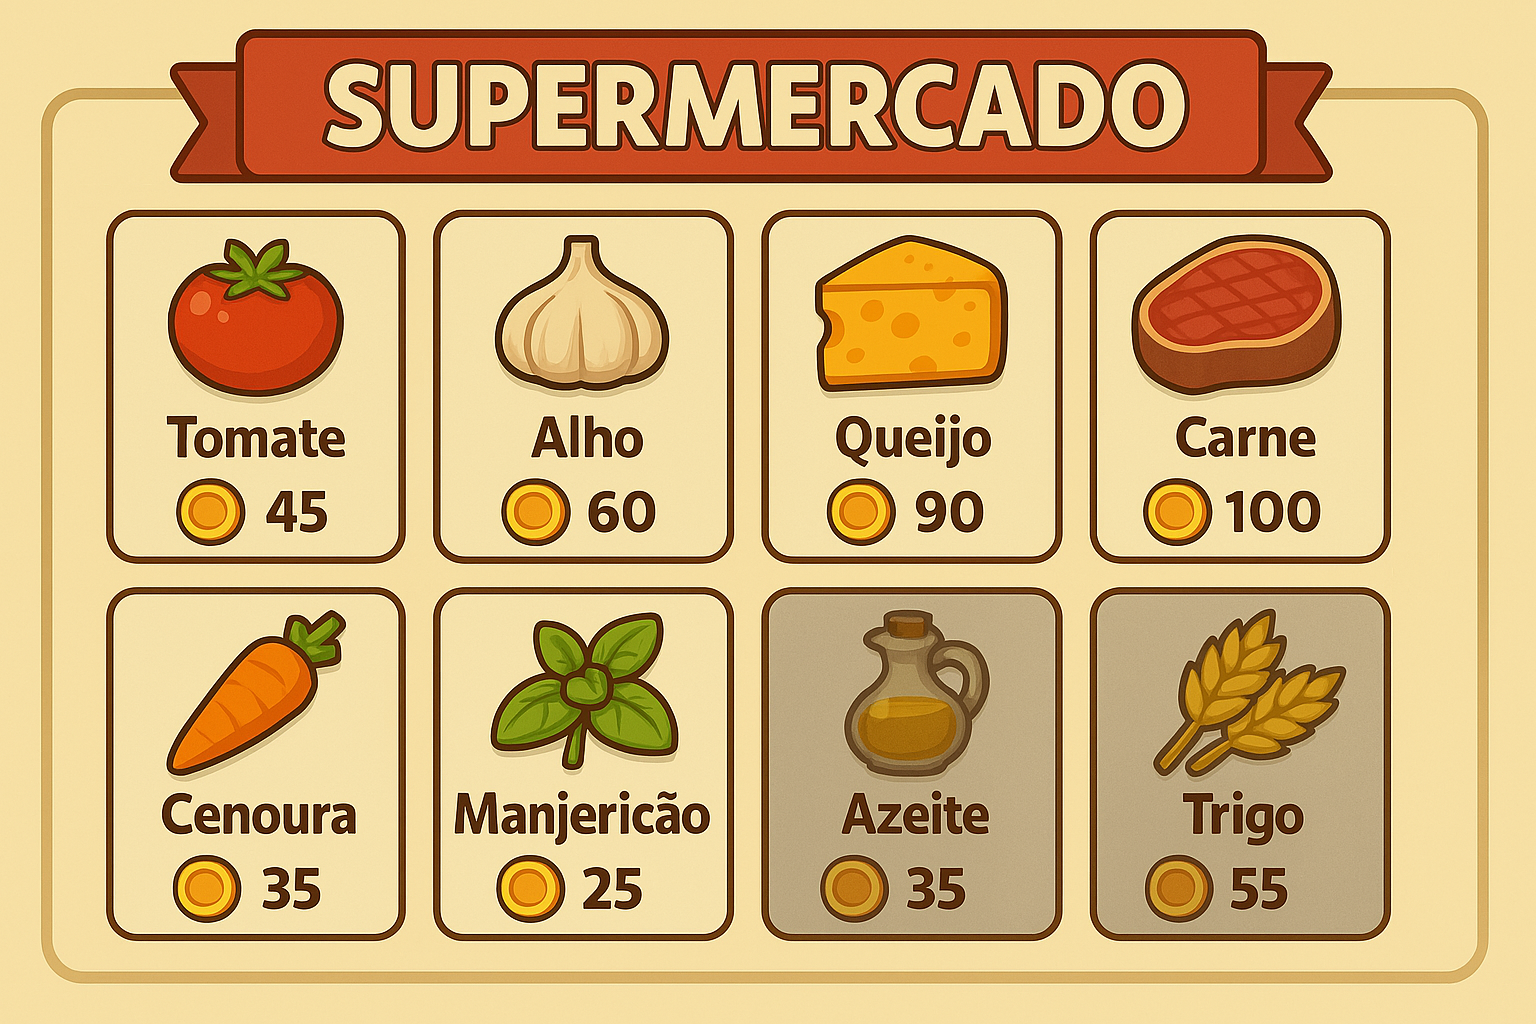 SUPERMERCADO
Tomate
45
Alho
60
Queijo
90
Carne
100
Cenoura
35
Manjericão
25
Azeite
35
Trigo
55